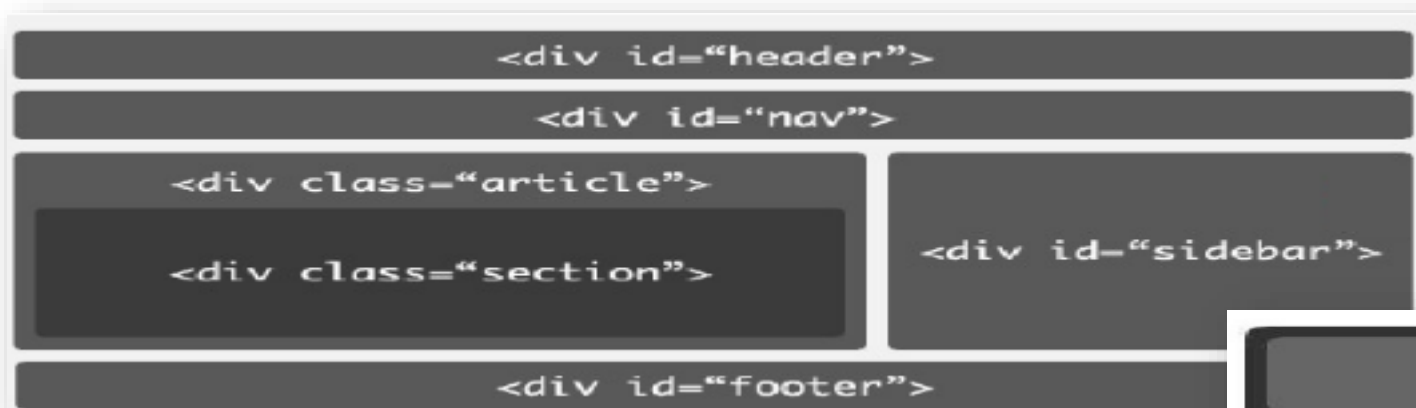 <div id=“header”>
<div id=“nav”>
<div class=“article”>
<div class=“section”>
<div id=“sidebar”>
<div id=“footer”>